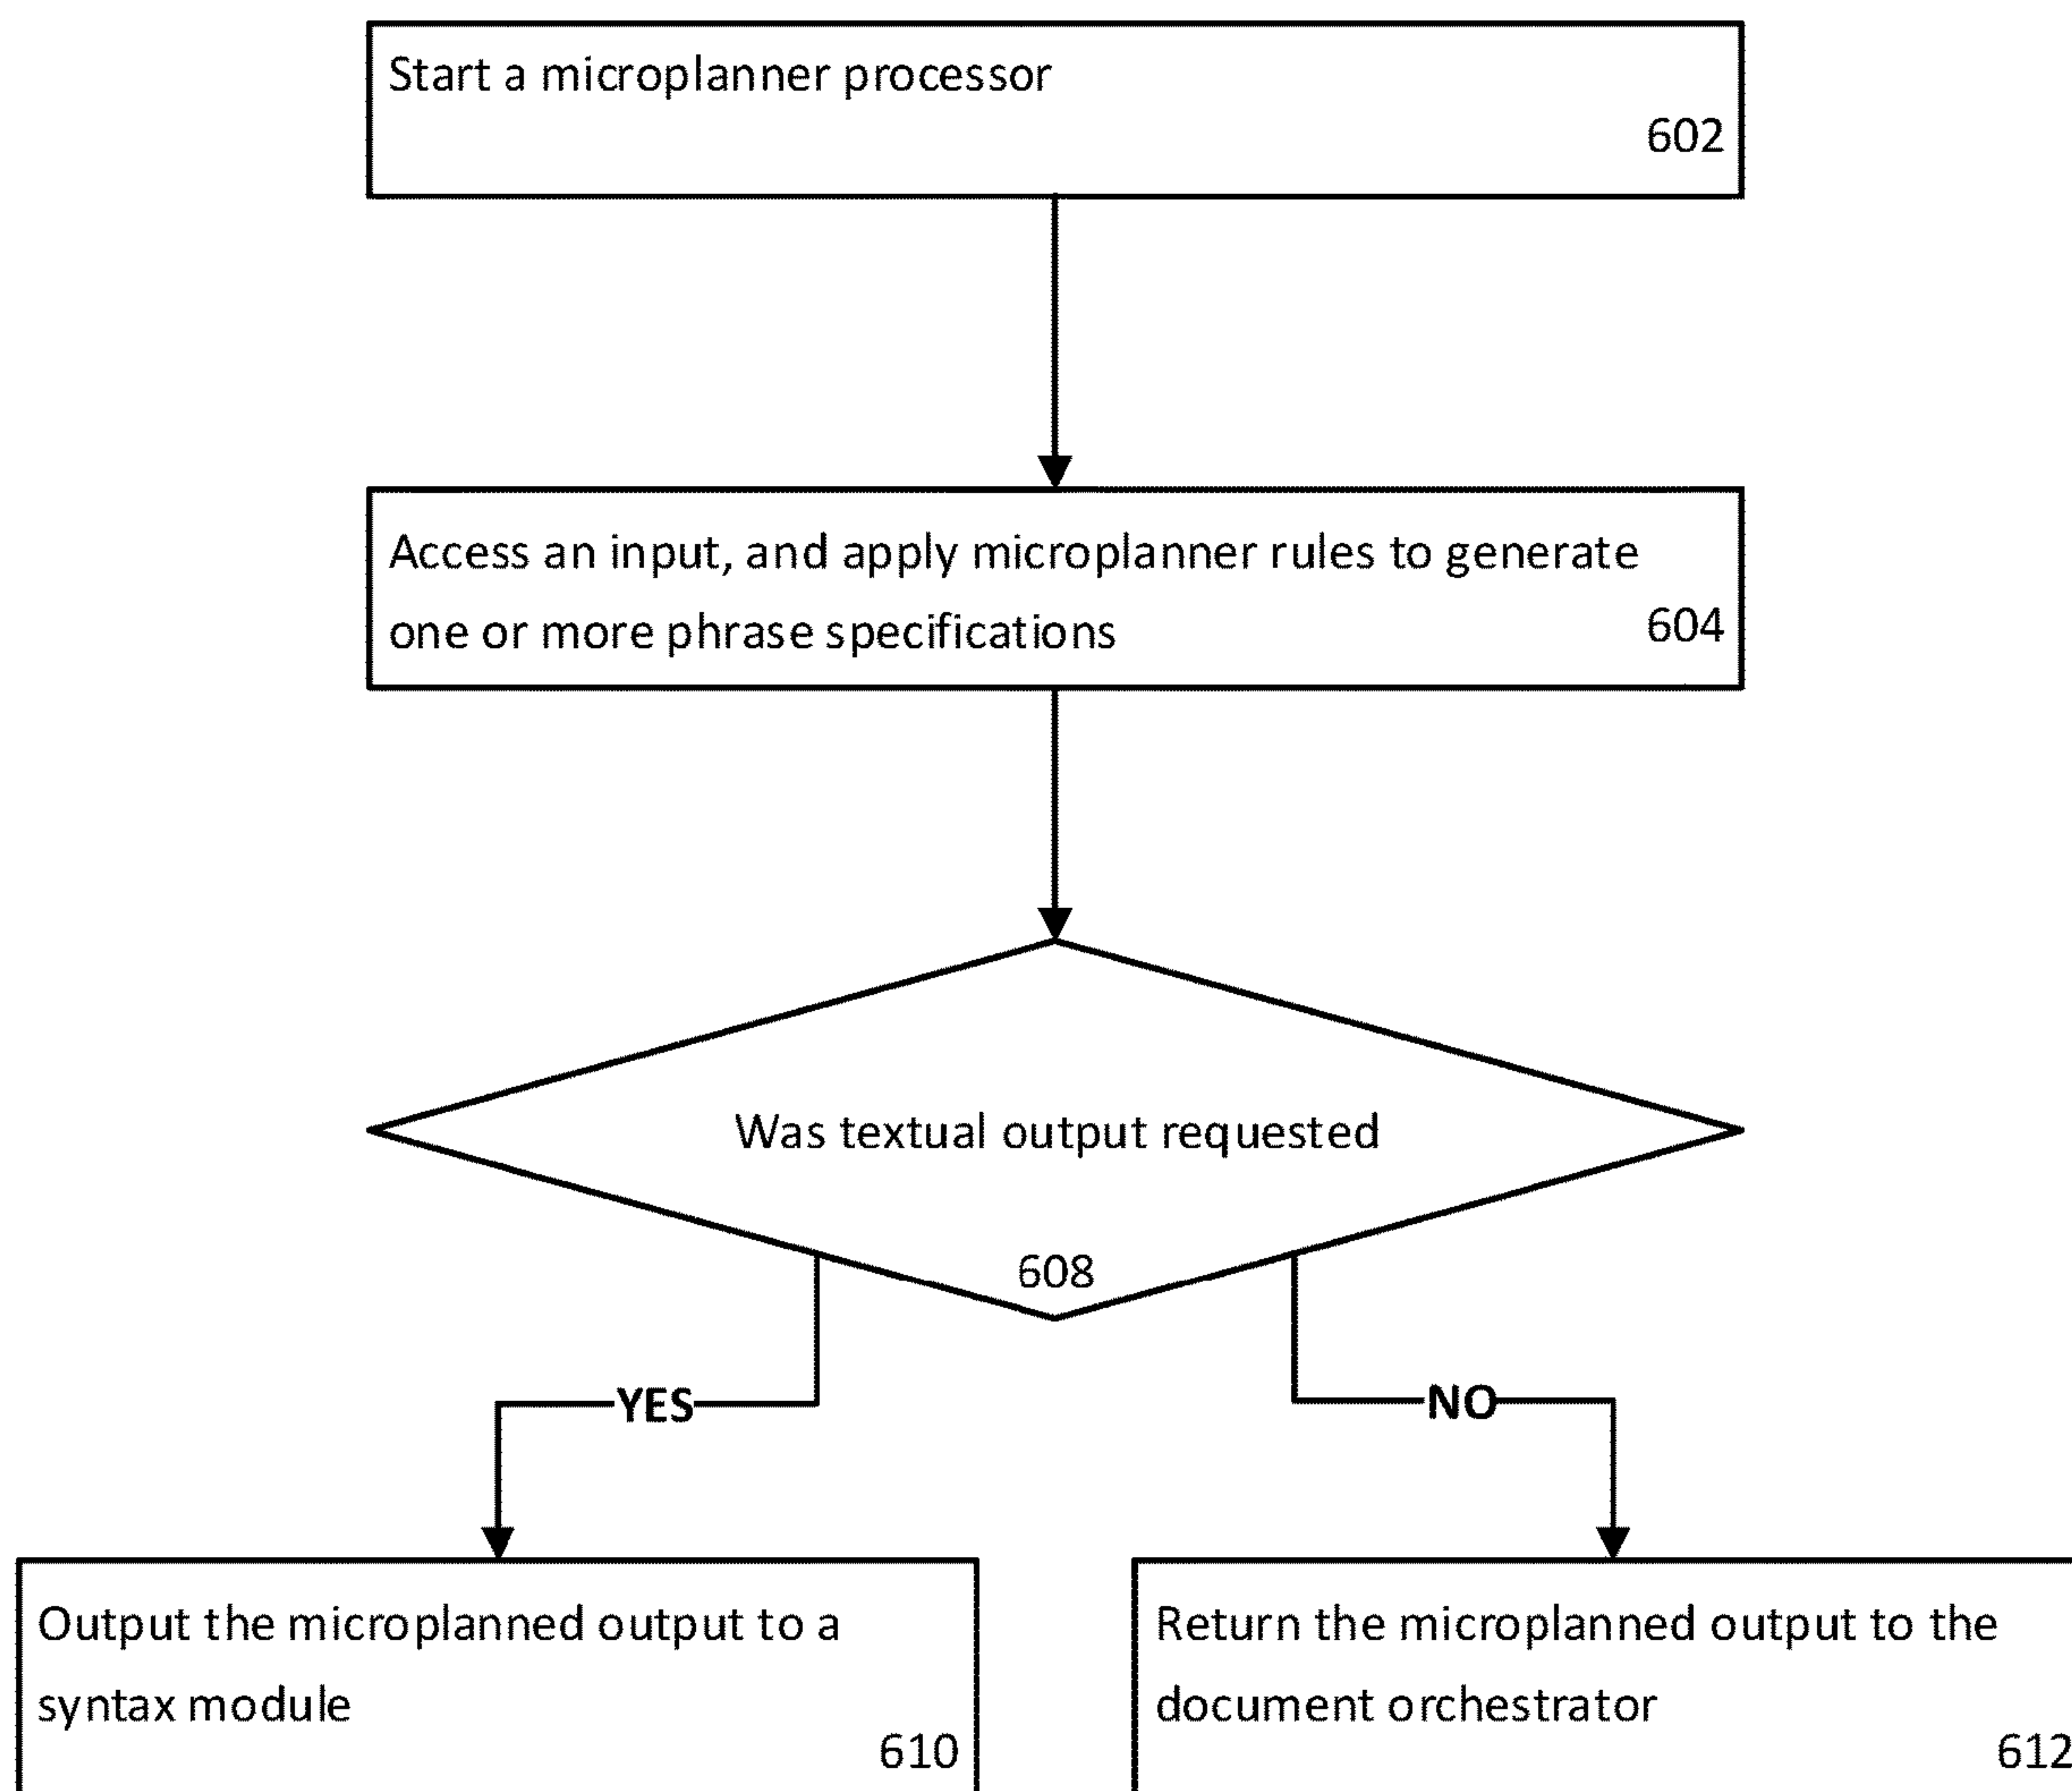 Start a microplanner processor
602
Access an input, and apply microplanner rules to generate
one or more phrase specifications
604
Was textual output requested
608
YES
NO
Output the microplanned output to a
syntax module
610
Return the microplanned output to the
document orchestrator
612